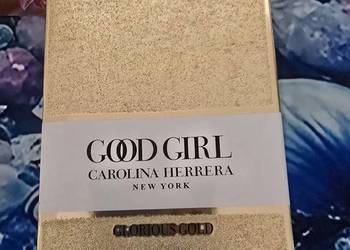 GOOD GIRL
CAROLINA HERRERA
NEW YORK
GLORIOUS GOLD